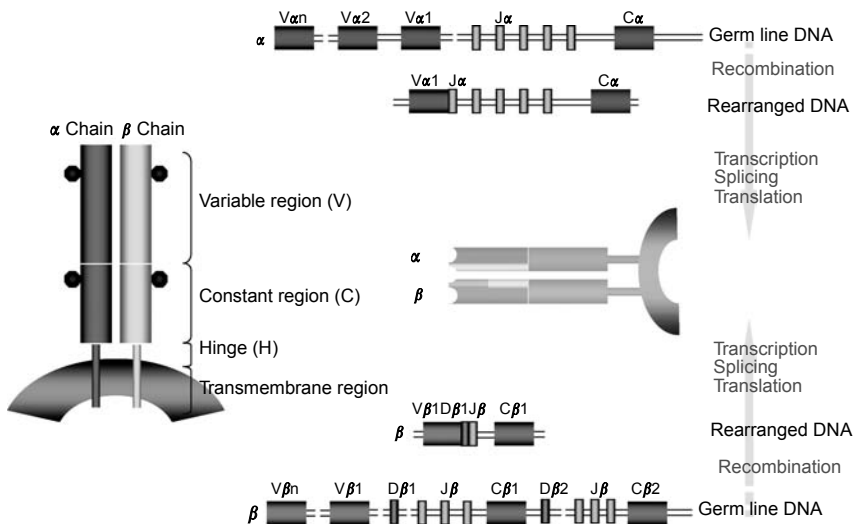 Vαn Vα2 Vα1 Jα Cα
α Germ line DNA
Recombination
Vα1 Jα Cα
Rearranged DNA
α Chain β Chain
Transcription
Splicing
Translation
Variable region (V)
α
Constant region (C)
β
Hinge (H)
Transmembrane region
Transcription
Splicing
Translation
Vβ1Dβ1Jβ Cβ1
β Rearranged DNA
Recombination
Vβn Vβ1 Dβ1 Jβ Cβ1 Dβ2 Jβ Cβ2
β Germ line DNA